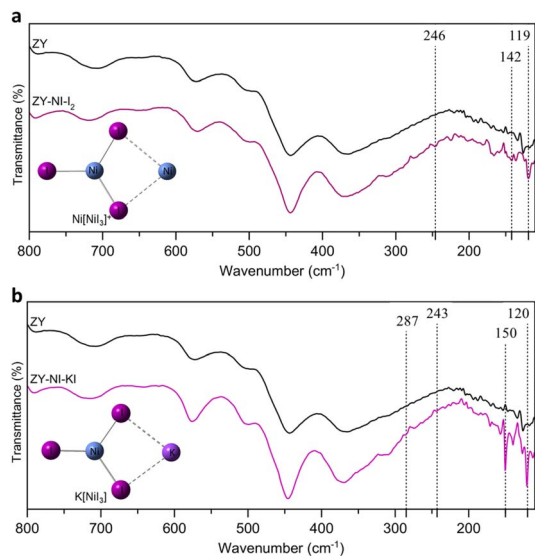 a
246
119
142
ZY
ZY-NI-I₂
Ni
Ni
Ni[NiI₃]⁺
Transmittance (%)
800 700 600 500 400 300 200
Wavenumber (cm⁻¹)
b
287
243
120
150
ZY
ZY-NI-KI
Ni
K
K[NiI₃]
Transmittance (%)
800 700 600 500 400 300 200
Wavenumber (cm⁻¹)